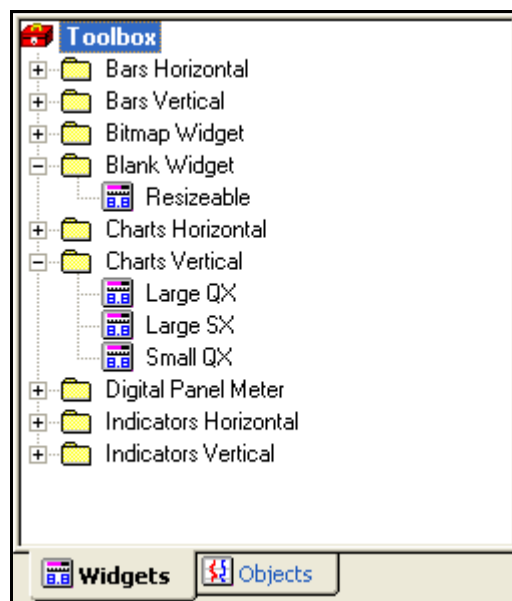 Toolbox
Bars Horizontal
Bars Vertical
Bitmap Widget
Blank Widget
Resizeable
Charts Horizontal
Charts Vertical
Large QX
Large SX
Small QX
Digital Panel Meter
Indicators Horizontal
Indicators Vertical
Widgets Objects